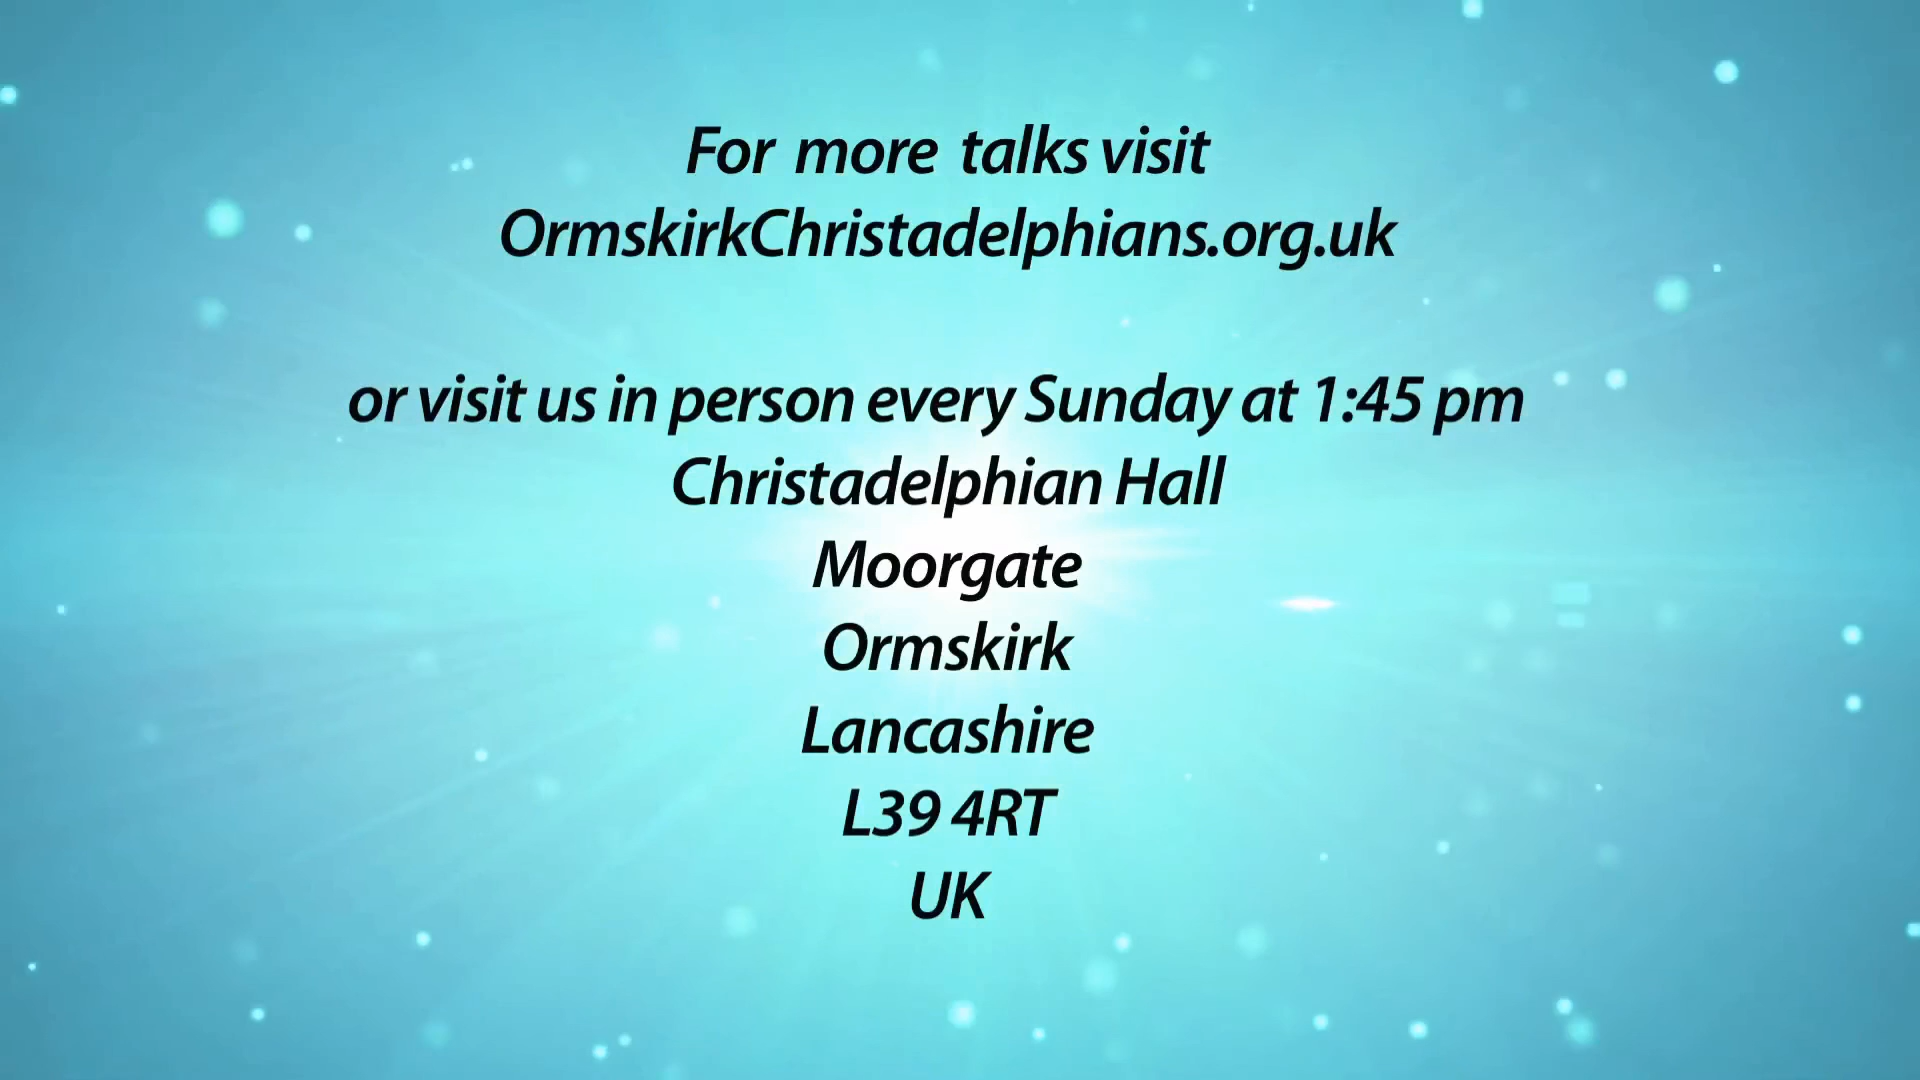 For more talks visit
OrmskirkChristadelphians.org.uk
or visit us in person every Sunday at 1:45 pm
Christadelphian Hall
Moorgate
Ormskirk
Lancashire
L39 4RT
UK